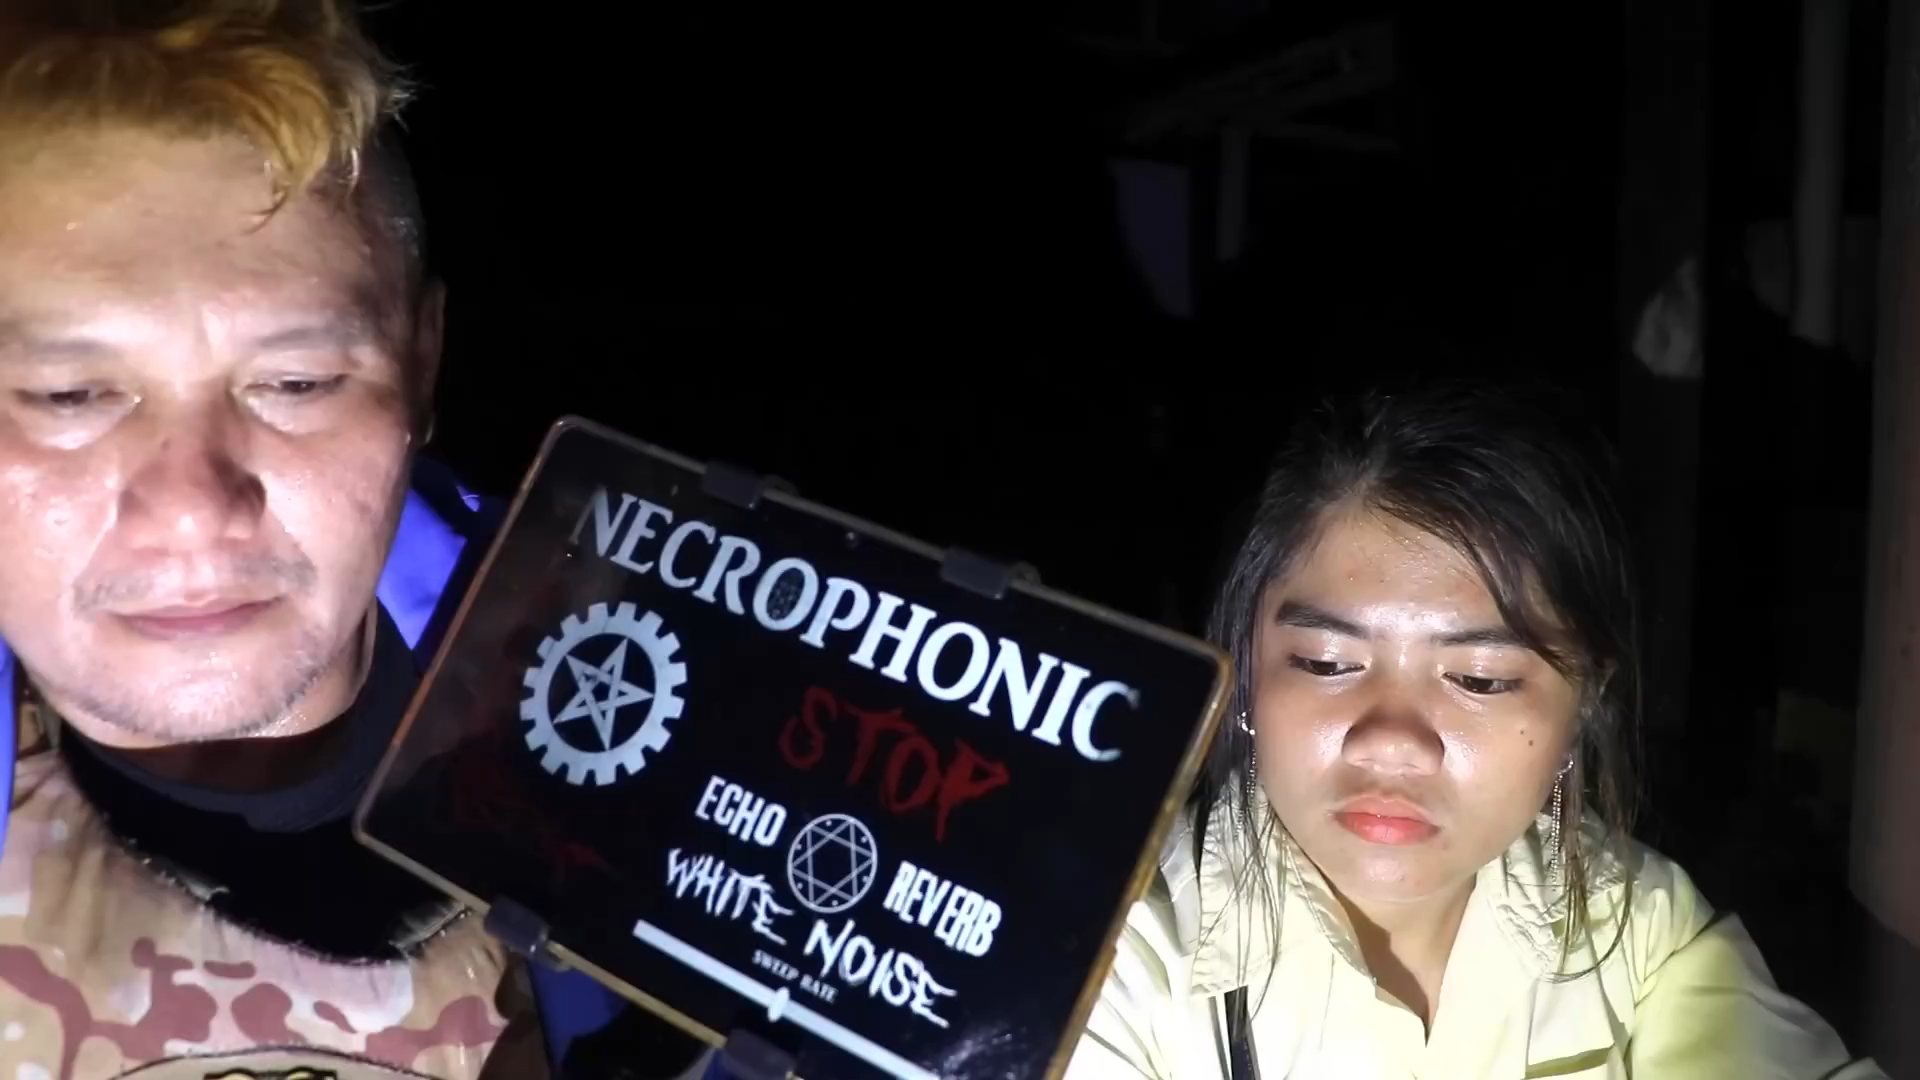 NECROPHONIC
STOP
ECHO
REVERB
WHITE NOISE
SWEEP RATE